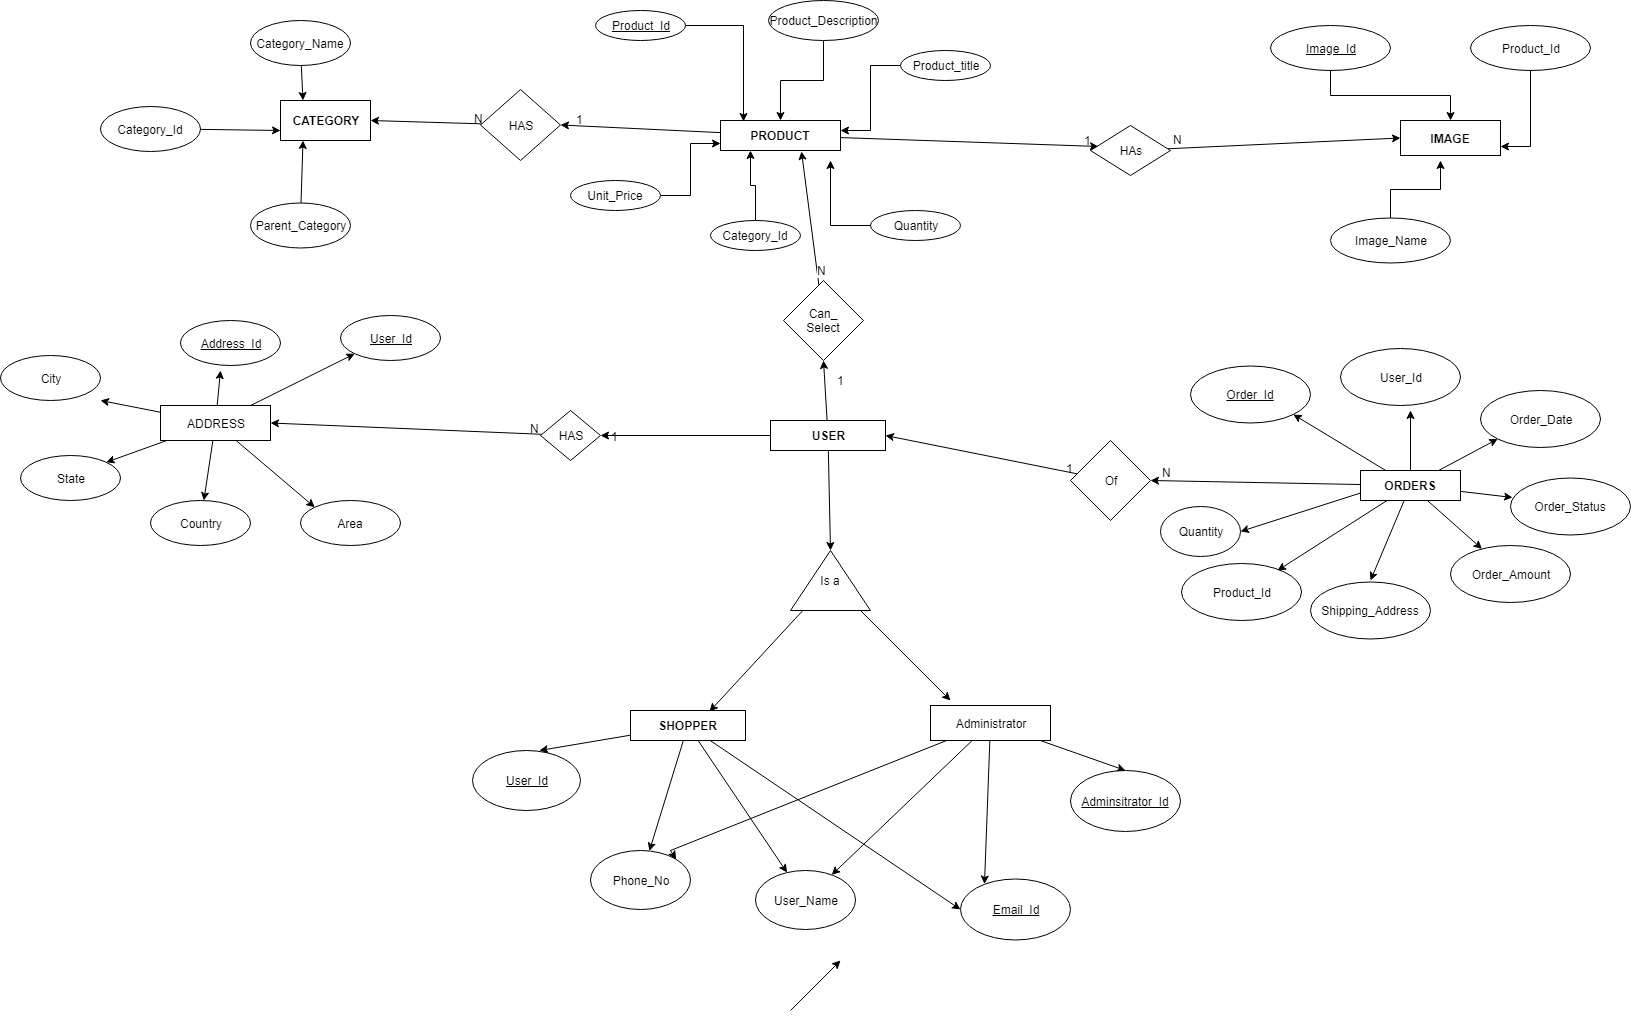 Product_Id
Product_Description
Category_Name
Image_Id
Product_Id
Product_title
CATEGORY
N
HAS
1
PRODUCT
1
HAs
N
IMAGE
Category_Id
Unit_Price
Parent_Category
Category_Id
Quantity
Image_Name
N
Can_
Select
1
Address_Id
User_Id
City
ADDRESS
N
HAS
1
USER
1
Of
N
ORDERS
Order_Id
User_Id
Order_Date
Order_Status
Order_Amount
Shipping_Address
Product_Id
Quantity
State
Country
Area
Is a
SHOPPER
Administrator
User_Id
Adminsitrator_Id
Phone_No
User_Name
Email_Id